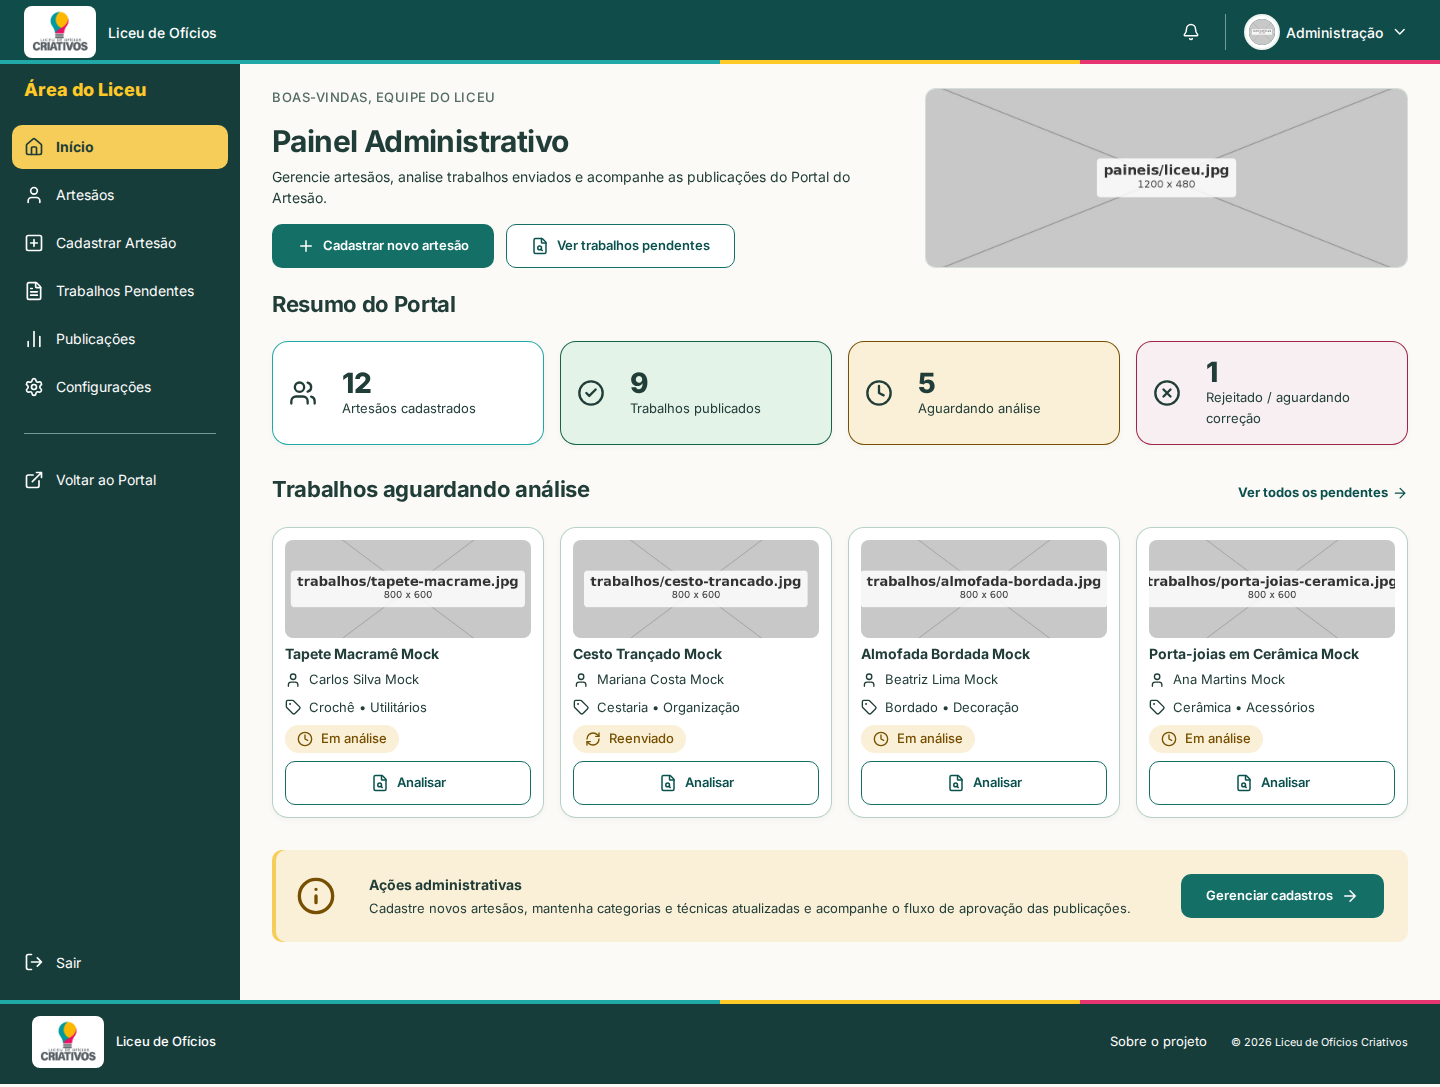 LICEU DE OFÍCIOS
CRIATIVOS
Liceu de Ofícios
Administração
Área do Liceu
Início
Artesãos
Cadastrar Artesão
Trabalhos Pendentes
Publicações
Configurações
Voltar ao Portal
Sair
BOAS-VINDAS, EQUIPE DO LICEU
Painel Administrativo
Gerencie artesãos, analise trabalhos enviados e acompanhe as publicações do Portal do
Artesão.
Cadastrar novo artesão
Ver trabalhos pendentes
paineis/liceu.jpg
1200 x 480
Resumo do Portal
12
Artesãos cadastrados
9
Trabalhos publicados
5
Aguardando análise
1
Rejeitado / aguardando
correção
Trabalhos aguardando análise
Ver todos os pendentes
trabalhos/tapete-macrame.jpg
800 x 600
Tapete Macramê Mock
Carlos Silva Mock
Crochê • Utilitários
Em análise
Analisar
trabalhos/cesto-trancado.jpg
800 x 600
Cesto Trançado Mock
Mariana Costa Mock
Cestaria • Organização
Reenviado
Analisar
trabalhos/almofada-bordada.jpg
800 x 600
Almofada Bordada Mock
Beatriz Lima Mock
Bordado • Decoração
Em análise
Analisar
trabalhos/porta-joias-ceramica.jpg
800 x 600
Porta-joias em Cerâmica Mock
Ana Martins Mock
Cerâmica • Acessórios
Em análise
Analisar
Ações administrativas
Cadastre novos artesãos, mantenha categorias e técnicas atualizadas e acompanhe o fluxo de aprovação das publicações.
Gerenciar cadastros
LICEU DE OFÍCIOS
CRIATIVOS
Liceu de Ofícios
Sobre o projeto
© 2026 Liceu de Ofícios Criativos